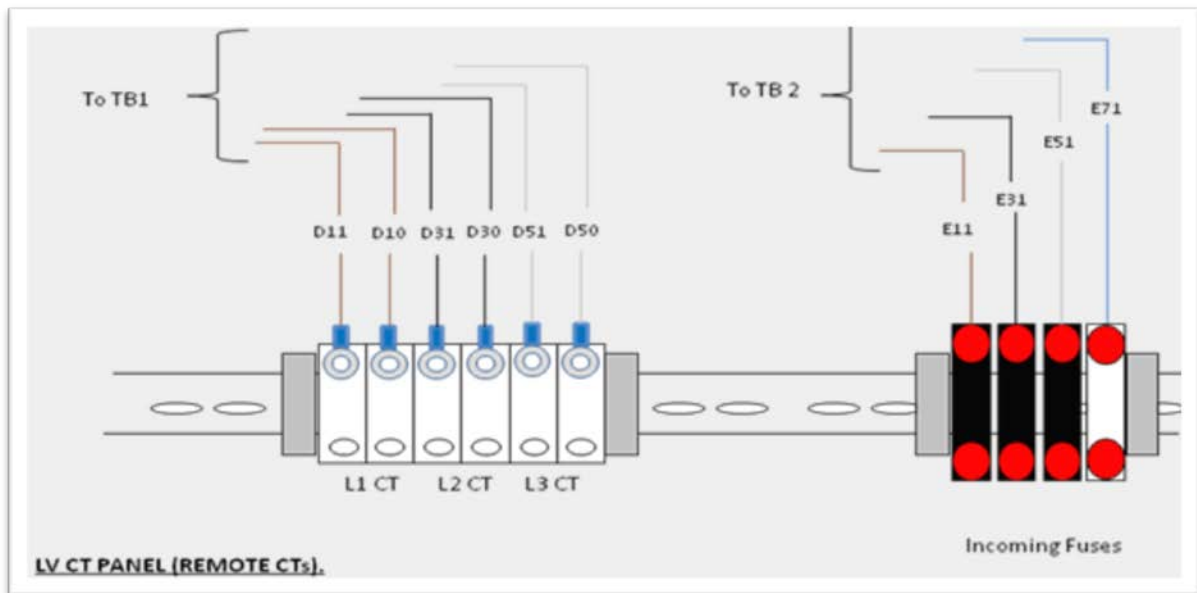 To TB1
To TB 2
E71
E51
E31
E11
D11 D10 D31 D30 D51 D50
L1 CT L2 CT L3 CT
Incoming Fuses
LV CT PANEL (REMOTE CTs).